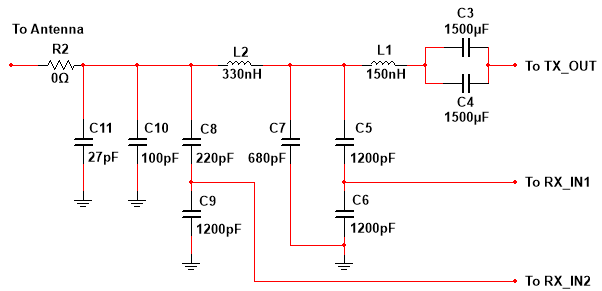 To Antenna
R2
0Ω
L2
330nH
L1
150nH
C3
1500µF
C4
1500µF
To TX_OUT
C11
27pF
C10
100pF
C8
220pF
C7
680pF
C5
1200pF
To RX_IN1
C9
1200pF
C6
1200pF
To RX_IN2